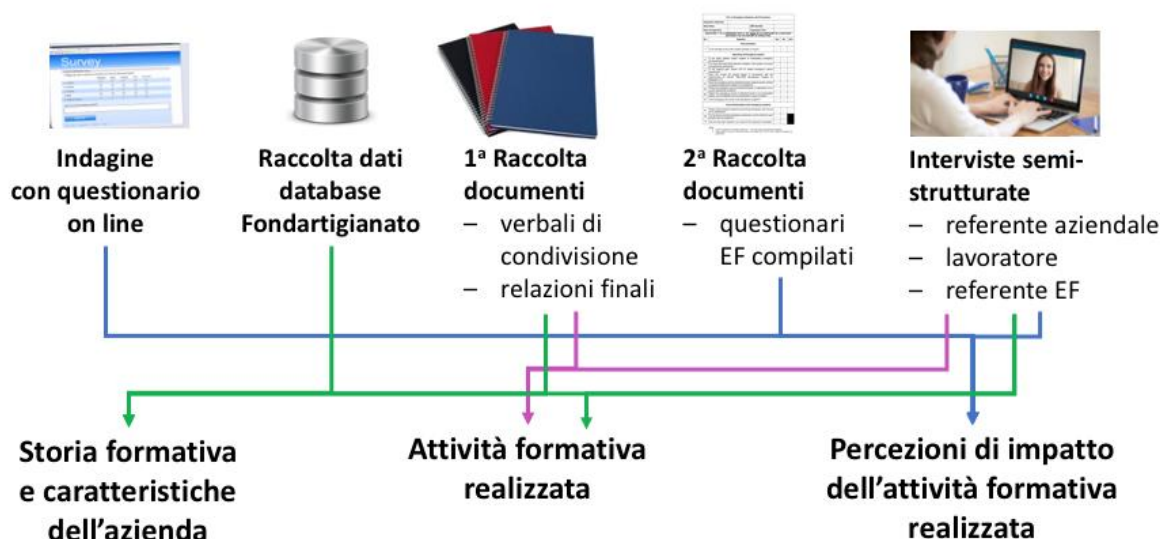 Survey
Indagine
con questionario
on line
Raccolta dati
database
Fondartigianato
1ª Raccolta
documenti
– verbali di
condivisione
– relazioni finali
2ª Raccolta
documenti
– questionari
EF compilati
Interviste semi-
strutturate
– referente aziendale
– lavoratore
– referente EF
Storia formativa
e caratteristiche
dell'azienda
Attività formativa
realizzata
Percezioni di impatto
dell'attività formativa
realizzata